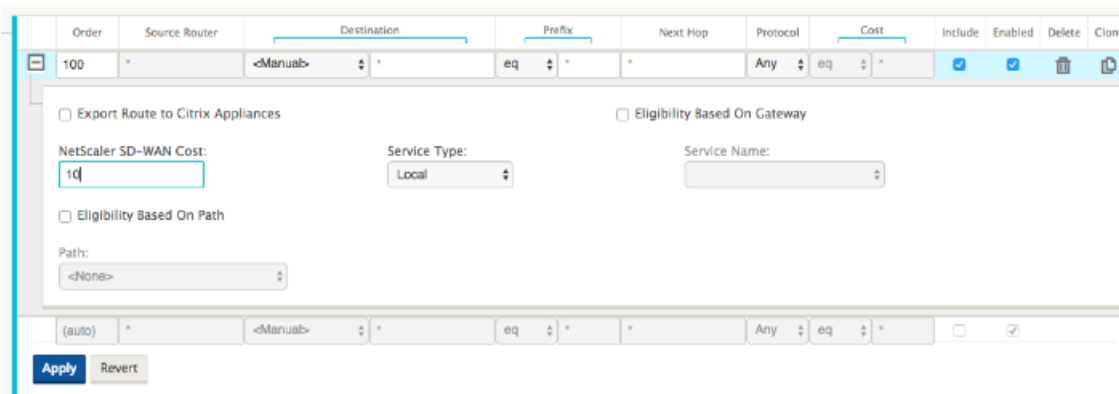 Order Source Router Destination Prefix Next Hop Protocol Cost Include Enabled Delete Clon
100 * <Manual> * eq * * Any eq *
Export Route to Citrix Appliances Eligibility Based On Gateway
NetScaler SD-WAN Cost: Service Type: Service Name:
10 Local
Eligibility Based On Path
Path:
<None>
(auto) * <Manual> * eq * * Any eq *
Apply Revert